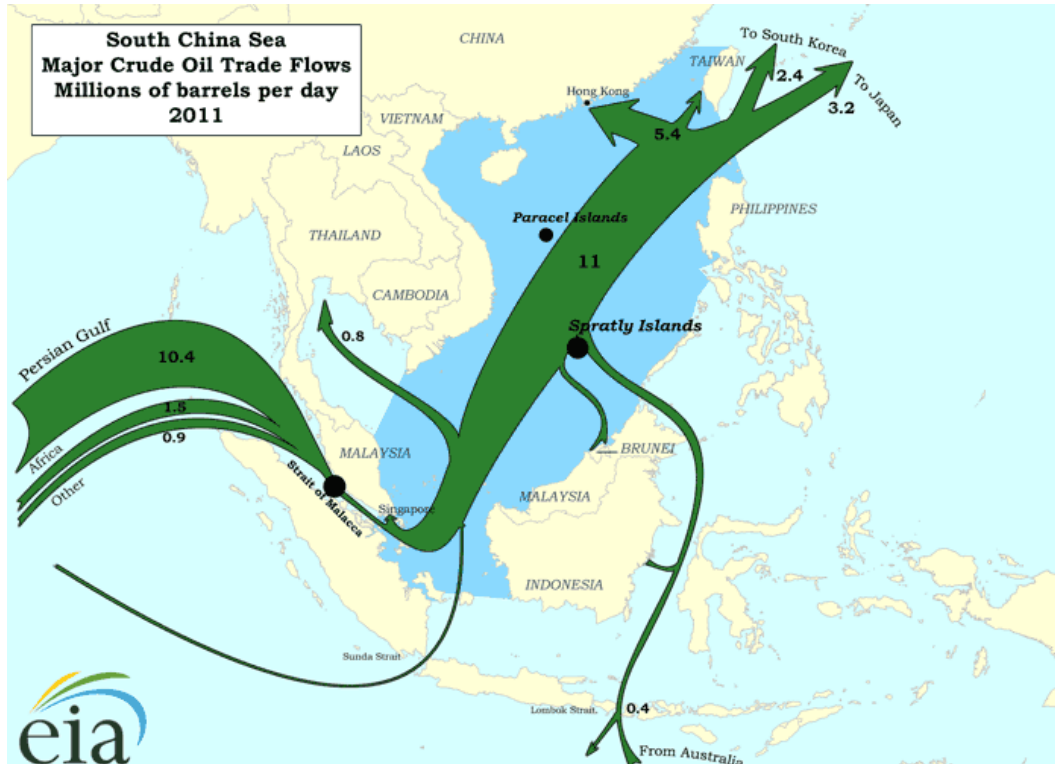 South China Sea
Major Crude Oil Trade Flows
Millions of barrels per day
2011
CHINA
To South Korea
TAIWAN
2.4
To Japan
3.2
Hong Kong
5.4
VIETNAM
LAOS
Paracel Islands
PHILIPPINES
THAILAND
11
CAMBODIA
Spratly Islands
0.8
Persian Gulf
10.4
1.5
0.9
Africa
Other
MALAYSIA
BRUNEI
Strait of Malacca
Singapore
MALAYSIA
INDONESIA
Sunda Strait
Lombok Strait.
0.4
From Australia
eia